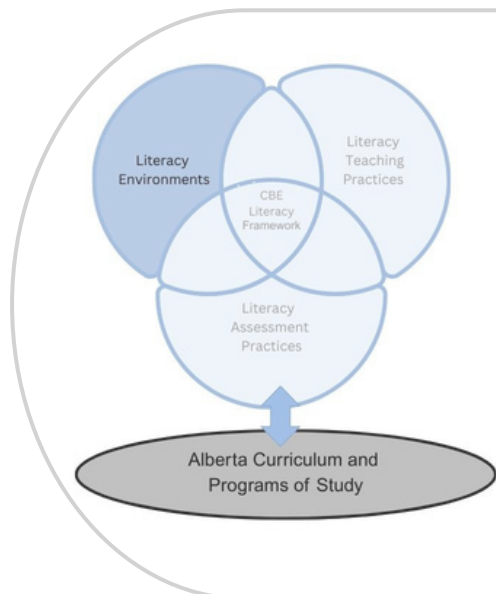 Literacy
Environments
Literacy
Teaching
Practices
CBE
Literacy
Framework
Literacy
Assessment
Practices
Alberta Curriculum and
Programs of Study